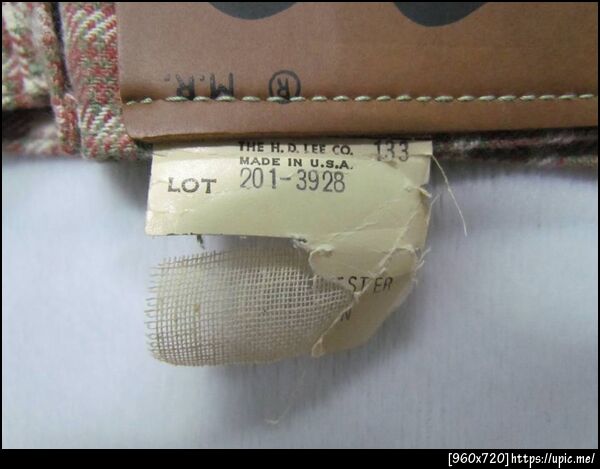 M.R. ®
THE H. D. LEE CO. 133
MADE IN U.S.A.
LOT 201-3928
ESTER
N
[960x720]https://upic.me/